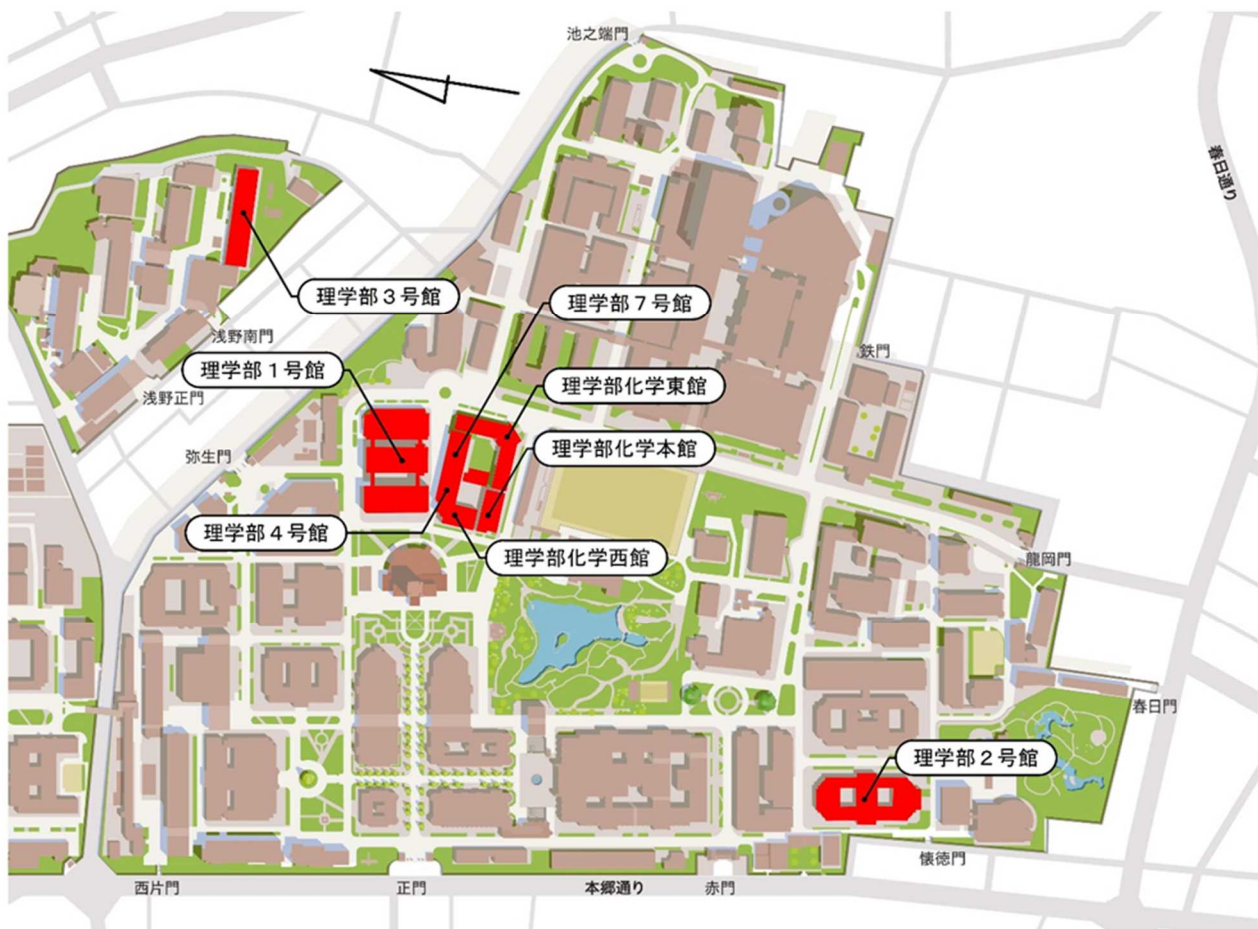 池之端門
春日通り
理学部3号館
理学部7号館
浅野南門
鉄門
理学部1号館
理学部化学東館
浅野正門
理学部化学本館
弥生門
理学部4号館
理学部化学西館
龍岡門
春日門
理学部2号館
懐徳門
西片門
正門
本郷通り
赤門